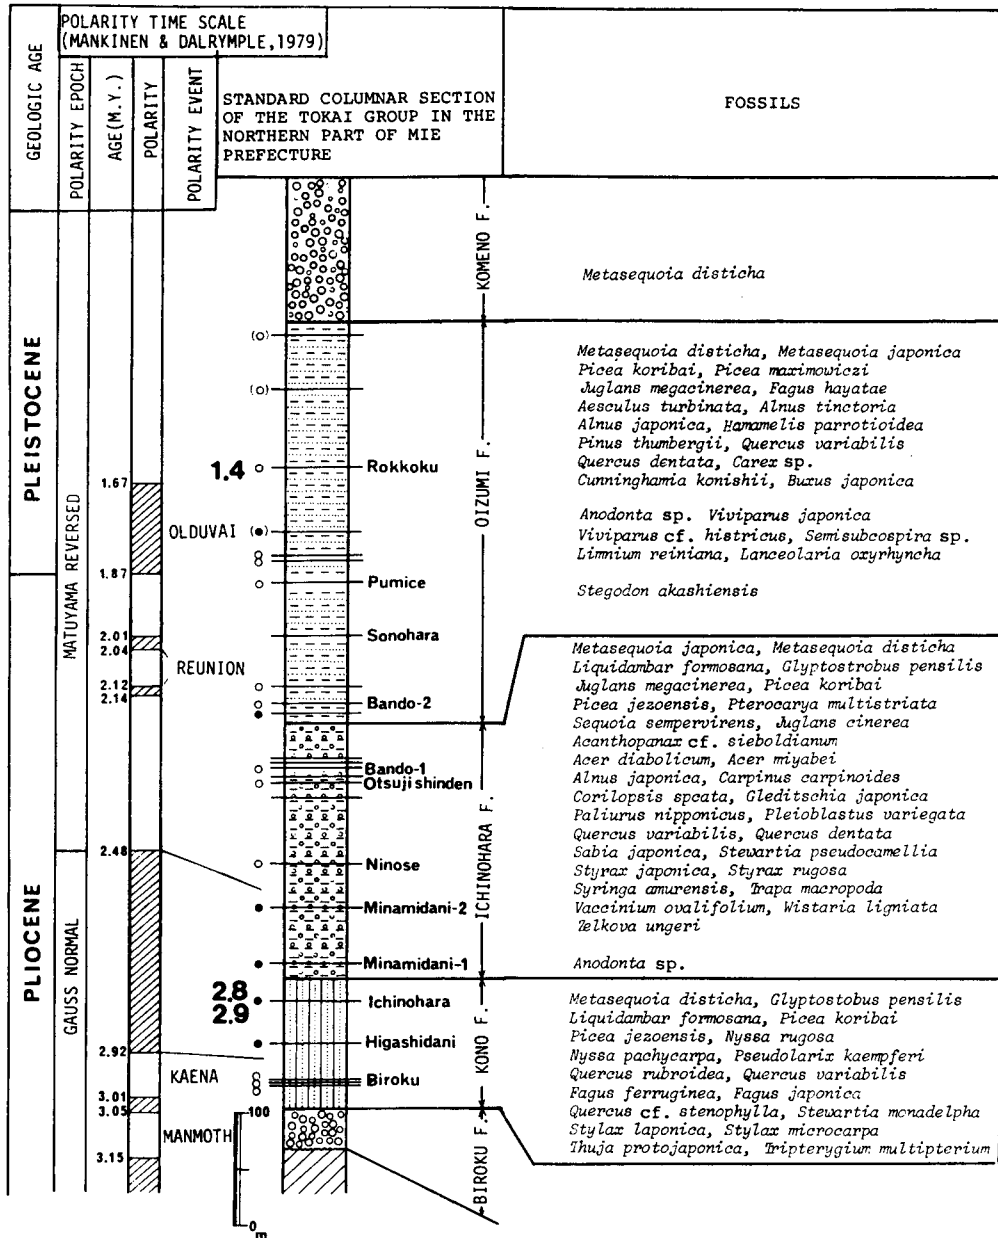 POLARITY TIME SCALE
(MANKINEN & DALRYMPLE,1979)
GEOLOGIC AGE
POLARITY EPOCH
AGE(M.Y.)
POLARITY
POLARITY EVENT
STANDARD COLUMNAR SECTION
OF THE TOKAI GROUP IN THE
NORTHERN PART OF MIE
PREFECTURE
FOSSILS
PLEISTOCENE
PLIOCENE
MATUYAMA REVERSED
GAUSS NORMAL
1.67
1.87
2.01
2.04
2.12
2.14
2.48
2.92
3.01
3.05
3.15
OLDUVAI
REUNION
KAENA
MANMOTH
1.4
2.8
2.9
Rokkoku
Pumice
Sonohara
Bando-2
Bando-1
Otsuji shinden
Ninose
Minamidani-2
Minamidani-1
Ichinohara
Higashidani
Biroku
100
0
m
KOMENO F.
OIZUMI F.
ICHINOHARA F.
KONO F.
BIROKU F.
Metasequoia disticha
Metasequoia disticha, Metasequoia japonica
Picea koribai, Picea maximowiczi
Juglans megacinerea, Fagus hayatae
Aesculus turbinata, Alnus tinctoria
Alnus japonica, Hamamelis parrotioidea
Pinus thumbergii, Quercus variabilis
Quercus dentata, Carex sp.
Cunninghamia konishii, Buxus japonica
Anodonta sp. Viviparus japonica
Viviparus cf. histricus, Semisubcospira sp.
Limnium reiniana, Lanceolaria oxyrhyncha
Stegodon akashiensis
Metasequoia japonica, Metasequoia disticha
Liquidambar formosana, Glyptostrobus pensilis
Juglans megacinerea, Picea koribai
Picea jezoensis, Pterocarya multistriata
Sequoia sempervirens, Juglans cinerea
Acanthopanax cf. sieboldianum
Acer diabolicum, Acer miyabei
Alnus japonica, Carpinus carpinoides
Corilopsis spcata, Gleditschia japonica
Paliurus nipponicus, Pleioblastus variegata
Quercus variabilis, Quercus dentata
Sabia japonica, Stewartia pseudocamellia
Styrax japonica, Styrax rugosa
Syringa amurensis, Trapa macropoda
Vaccinium ovalifolium, Wistaria ligniata
Zelkova ungeri
Anodonta sp.
Metasequoia disticha, Glyptostobus pensilis
Liquidambar formosana, Picea koribai
Picea jezoensis, Nyssa rugosa
Nyssa pachycarpa, Pseudolarix kaempferi
Quercus rubroidea, Quercus variabilis
Fagus ferruginea, Fagus japonica
Quercus cf. stenophylla, Stewartia monadelpha
Stylax laponica, Stylax microcarpa
Thuja protojaponica, Tripterygium multipterium